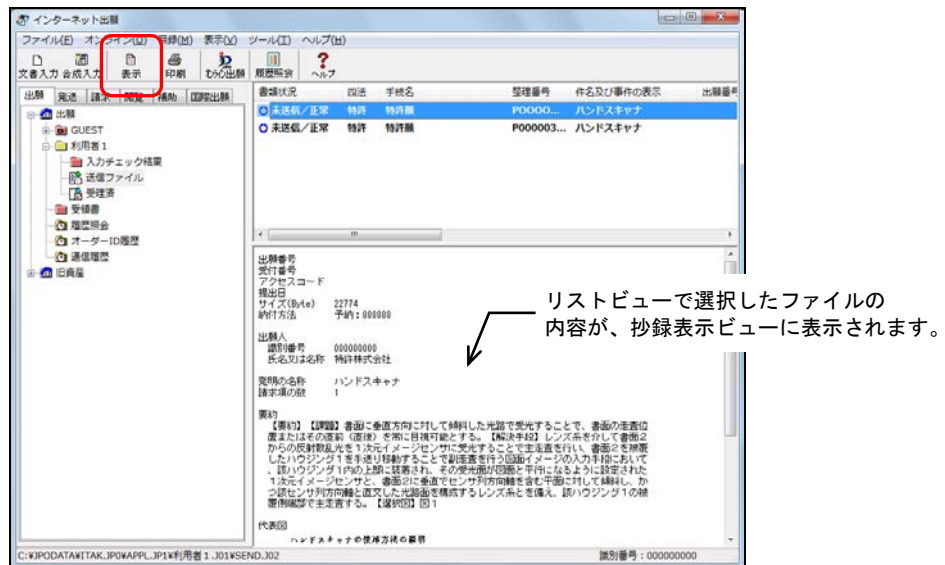 インターネット出願
ファイル(F) オンライン(O) 目録(M) 表示(V) ツール(T) ヘルプ(H)
文書入力 合成入力 表示 印刷 むらつ出願 履歴照会 ヘルプ
出願 発送 請求 閲覧 補助 国際出願
書類状況 四法 手続名 整理番号 件名及び事件の表示 出願番号
出願
未送信/正常 特許 特許願 P0000... ハンドスキャナ
GUEST
未送信/正常 特許 特許願 P000003... ハンドスキャナ
利用者1
入力チェック結果
送信ファイル
受理済
受領書
履歴照会
オーダーID履歴
通信履歴
旧資産
出願番号
受付番号
アクセスコード
提出日
サイズ(Byte) 22774
納付方法 予納:000000
出願人
識別番号 000000000
氏名又は名称 特許株式会社
発明の名称 ハンドスキャナ
請求項の数 1
要約
【要約】【課題】書面に垂直方向に対して傾斜した光路で受光することで、書面の走査位
置またはその直前(直後)を常に目視可能とする。【解決手段】レンズ系を介して書面2
からの反射散乱光を1次元イメージセンサに受光することで主走査を行い、書面2を被覆
したハウジング1を手送り移動することで副走査を行う図面イメージの入力手段において
、該ハウジング1内の上部に装着され、その受光面が図面と平行になるように設定された
1次元イメージセンサと、書面2に垂直でセンサ列方向軸を含む平面に対して傾斜し、か
つ該センサ列方向軸と直交した光路面を構成するレンズ系とを備え、該ハウジング1の被
覆側端部で主走査する。【選択図】図1
代表図
ハンドスキャナの使用方法の説明
リストビューで選択したファイルの
内容が、抄録表示ビューに表示されます。
C:¥JPODATA¥ITAK.JP0¥APPL.JP1¥利用者1.J01¥SEND.J02 識別番号:000000000